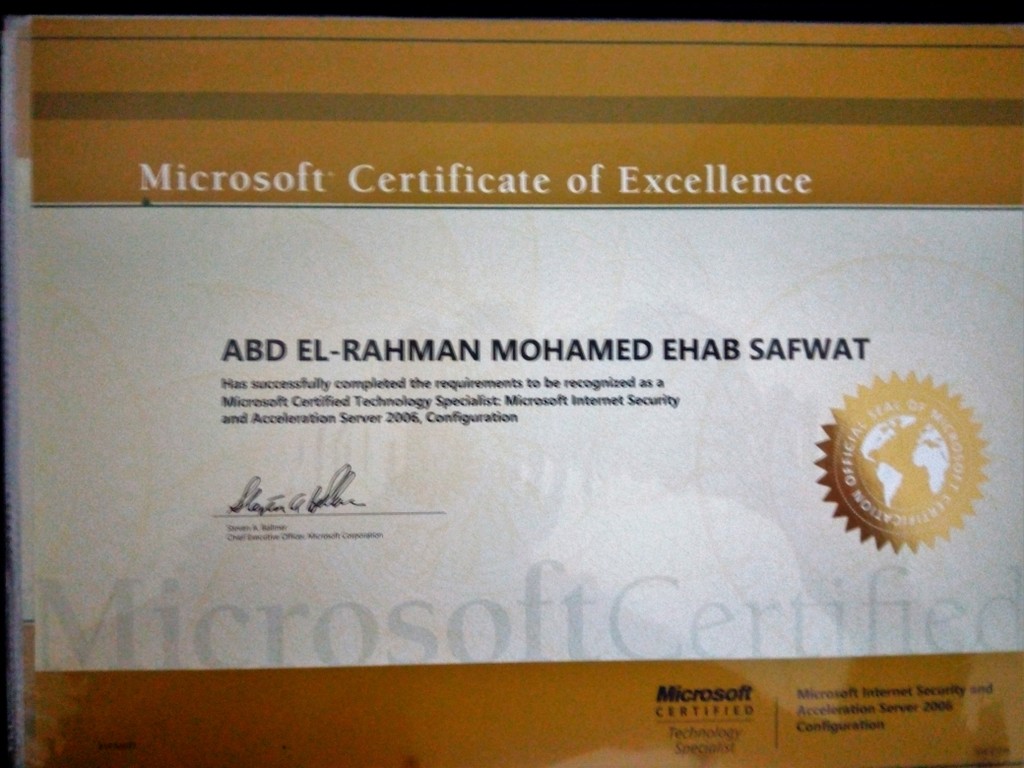 Microsoft Certificate of Excellence
ABD EL-RAHMAN MOHAMED EHAB SAFWAT
Has successfully completed the requirements to be recognized as a
Microsoft Certified Technology Specialist: Microsoft Internet Security
and Acceleration Server 2006, Configuration
OFFICIAL SEAL OF MICROSOFT CERTIFICATION
Steven A. Ballmer
Chief Executive Officer, Microsoft Corporation
Microsoft Certified
Microsoft
CERTIFIED
Technology
Specialist
Microsoft Internet Security and
Acceleration Server 2006
Configuration